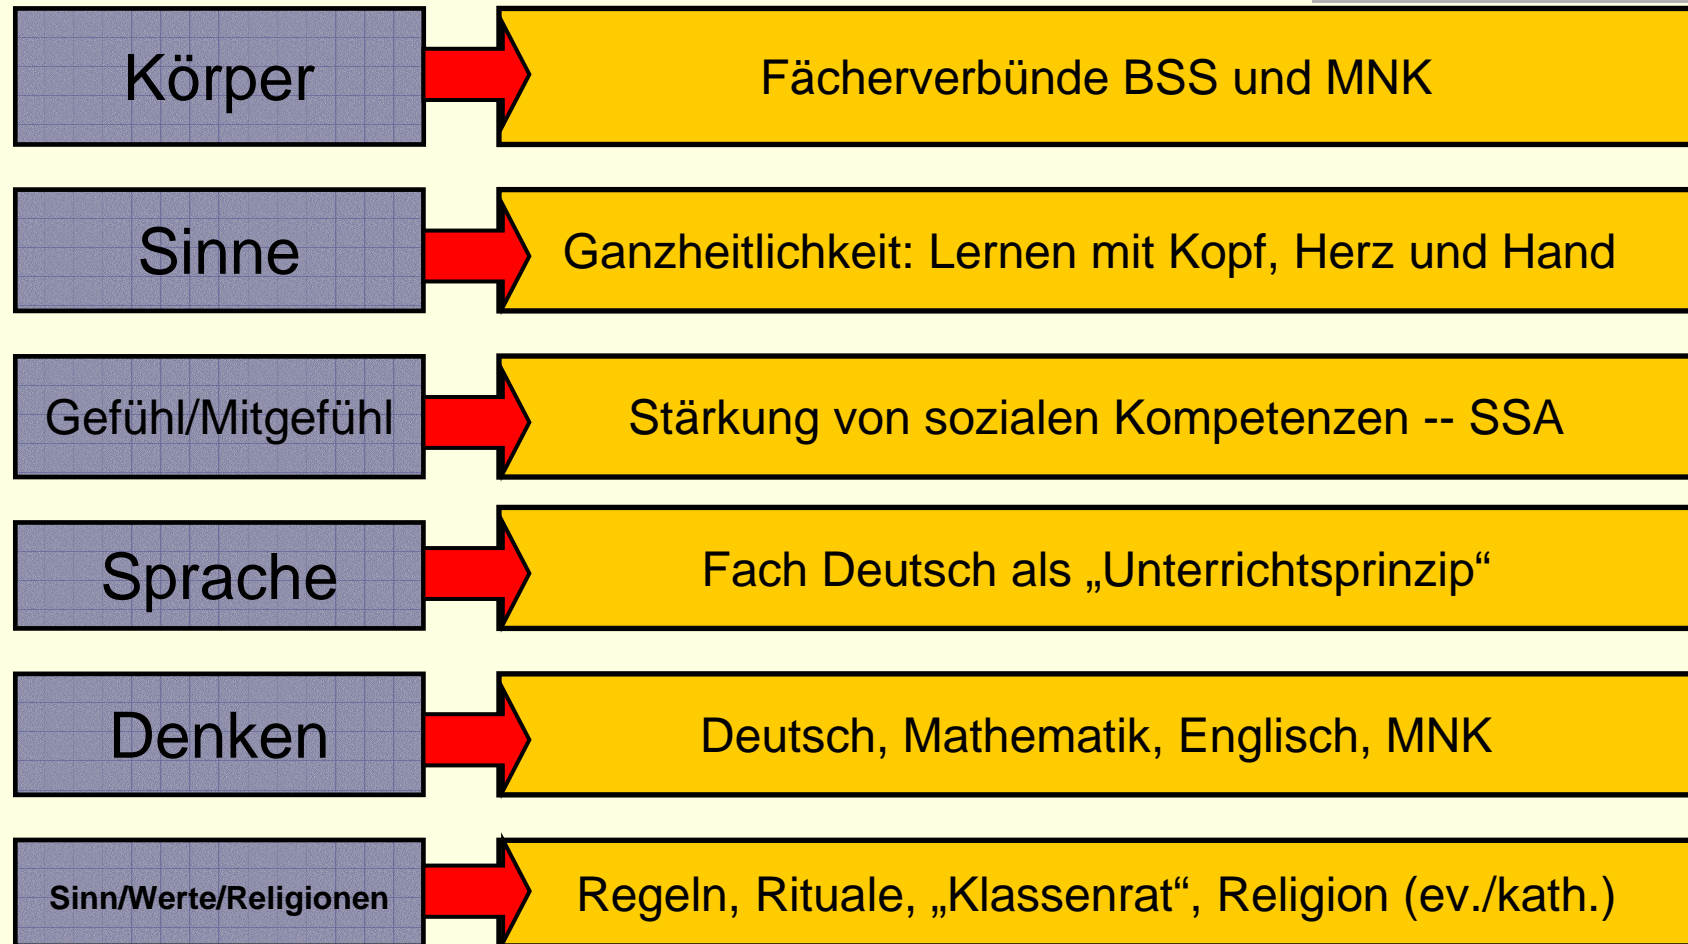 Körper
Fächerverbünde BSS und MNK
Sinne
Ganzheitlichkeit: Lernen mit Kopf, Herz und Hand
Gefühl/Mitgefühl
Stärkung von sozialen Kompetenzen -- SSA
Sprache
Fach Deutsch als „Unterrichtsprinzip“
Denken
Deutsch, Mathematik, Englisch, MNK
Sinn/Werte/Religionen
Regeln, Rituale, „Klassenrat“, Religion (ev./kath.)